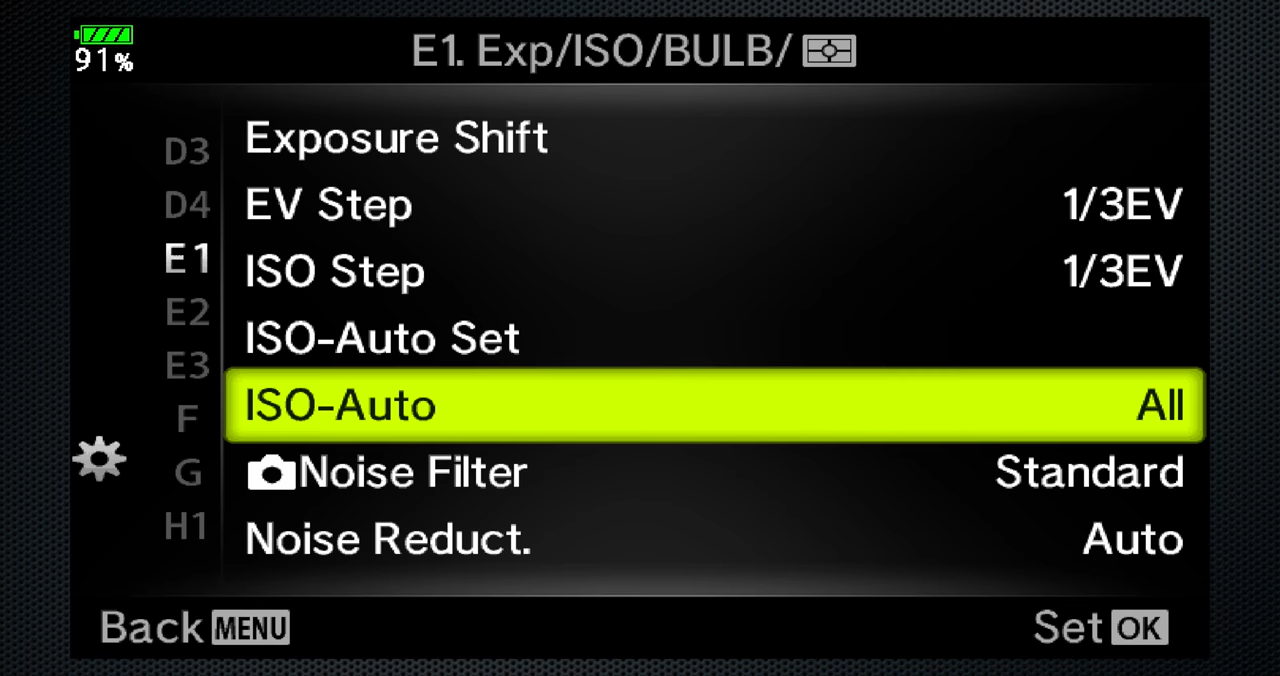 91%
E1. Exp/ISO/BULB/
D3
D4
E1
E2
E3
F
G
H1
Exposure Shift
EV Step 1/3EV
ISO Step 1/3EV
ISO-Auto Set
ISO-Auto All
Noise Filter Standard
Noise Reduct. Auto
Back MENU
Set OK